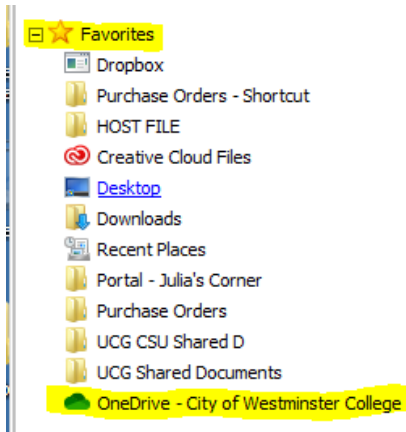 Favorites
Dropbox
Purchase Orders - Shortcut
HOST FILE
Creative Cloud Files
Desktop
Downloads
Recent Places
Portal - Julia's Corner
Purchase Orders
UCG CSU Shared D
UCG Shared Documents
OneDrive - City of Westminster College